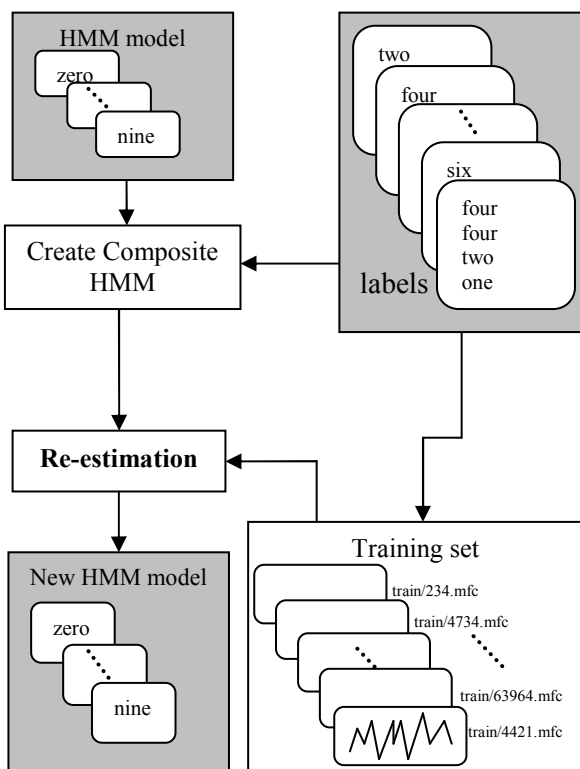 HMM model
zero
nine
two
four
six
four
four
two
one
labels
Create Composite
HMM
Re-estimation
New HMM model
zero
nine
Training set
train/234.mfc
train/4734.mfc
train/63964.mfc
train/4421.mfc